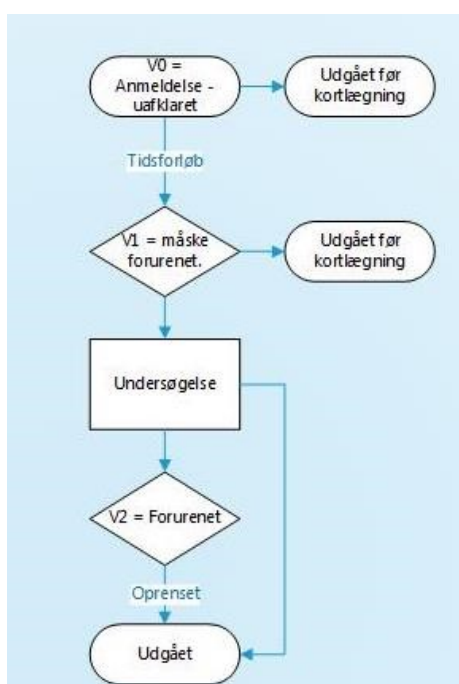 V0 =
Anmeldelse -
uafklaret
Udgået før
kortlægning
Tidsforløb
V1 = måske
forurenet.
Udgået før
kortlægning
Undersøgelse
V2 = Forurenet
Oprenset
Udgået